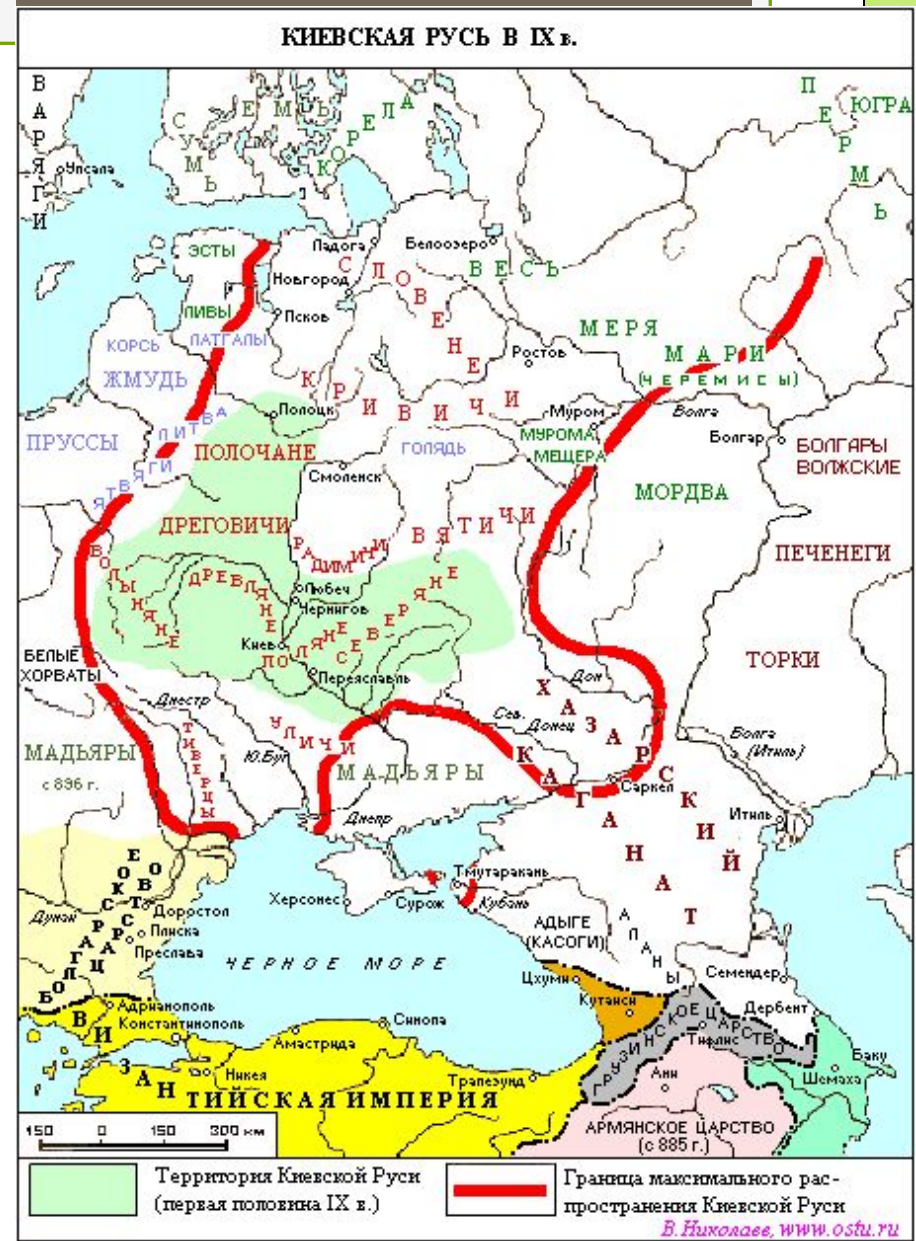 КИЕВСКАЯ РУСЬ В IX в.
ВАРЯГИ
Упсала
СУМЬ
ЕМЬ
КОРЕЛА
ПЕРМЬ
ЮГРА
ЭСТЫ
Ладога
Белоозеро
ВЕСЬ
Новгород
СЛОВЕНЕ
ЛИВЫ
Псков
КОРСЬ
ЛАТГАЛЫ
МЕРЯ
Ростов
МАРИ
(ЧЕРЕМИСЫ)
ЖМУДЬ
КРИВИЧИ
Полоцк
Муром
Волга
ЛИТВА
МУРОМА
МЕЩЕРА
Болгар
БОЛГАРЫ
ВОЛЖСКИЕ
ПРУССЫ
ПОЛОЧАНЕ
ГОЛЯДЬ
ЯТВЯГИ
Смоленск
МОРДВА
ДРЕГОВИЧИ
ВЯТИЧИ
РАДИМИЧИ
ПЕЧЕНЕГИ
ВОЛЫНЯНЕ
ДРЕВЛЯНЕ
Любеч
Чернигов
СЕВЕРЯНЕ
Киев
ПОЛЯНЕ
Переяславль
БЕЛЫЕ
ХОРВАТЫ
ТОРКИ
Дон
Днестр
ХАЗАРСКИЙ
Сев.
Донец
УЛИЧИ
ТИВЕРЦЫ
Ю.Буг
Волга
(Итиль)
МАДЬЯРЫ
с 896 г.
МАДЬЯРЫ
КАГАНАТ
Саркел
Днепр
Итиль
БОЛГАРСКОЕ
ЦАРСТВО
Тмутаракань
Херсонес
Сурож
Кубань
Дунай
Доростол
Плиска
Преслава
АДЫГЕ
(КАСОГИ)
АЛАНЫ
ЧЕРНОЕ МОРЕ
Семендер
Цхуми
Кутаиси
Дербент
Адрианополь
Константинополь
Синопа
Амастрида
ГРУЗИНСКОЕ ЦАРСТВО
Тифлис
Баку
Никея
Трапезунд
Ани
Шемаха
ВИЗАНТИЙСКАЯ ИМПЕРИЯ
АРМЯНСКОЕ ЦАРСТВО
(с 885 г.)
150 0 150 300 км
Территория Киевской Руси
(первая половина IX в.)
Граница максимального рас-
пространения Киевской Руси
В.Николаев, www.ostu.ru